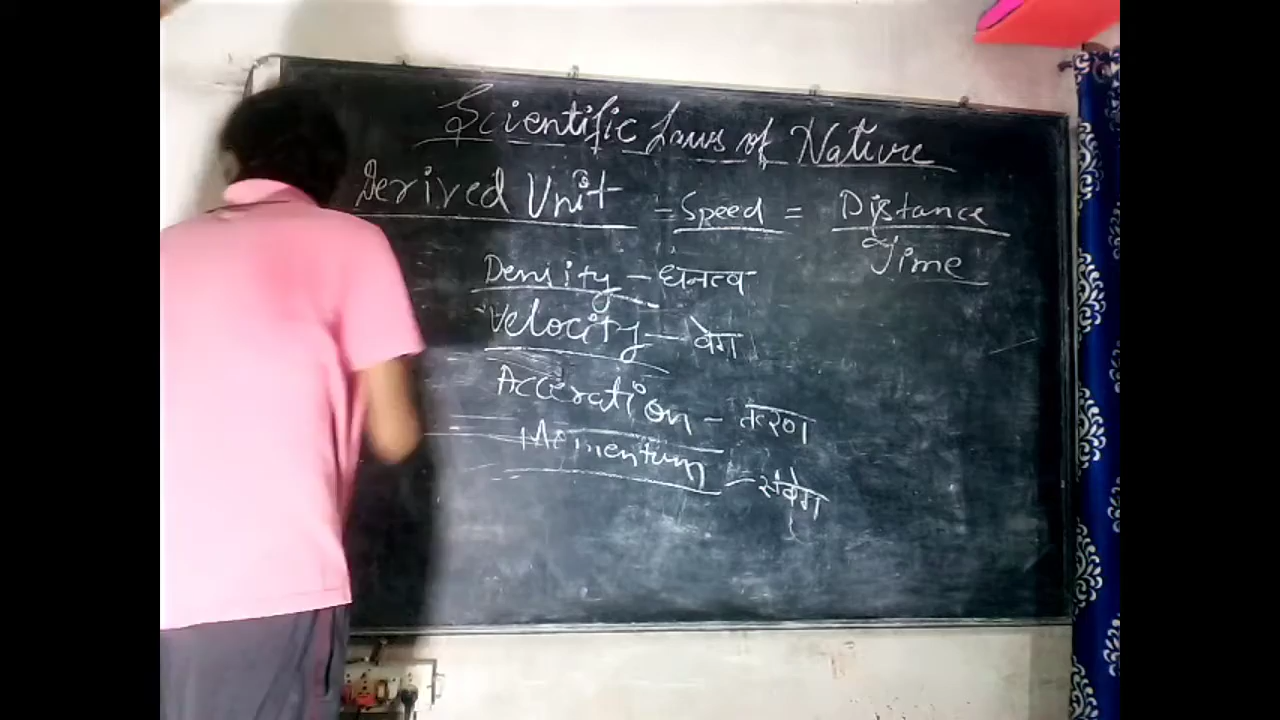 Scientific Laws of Nature
Derived Unit = Speed = Distance
Time
Density - घनत्व
Velocity - वेग
Acceration - त्वरण
Momentum - संवेग